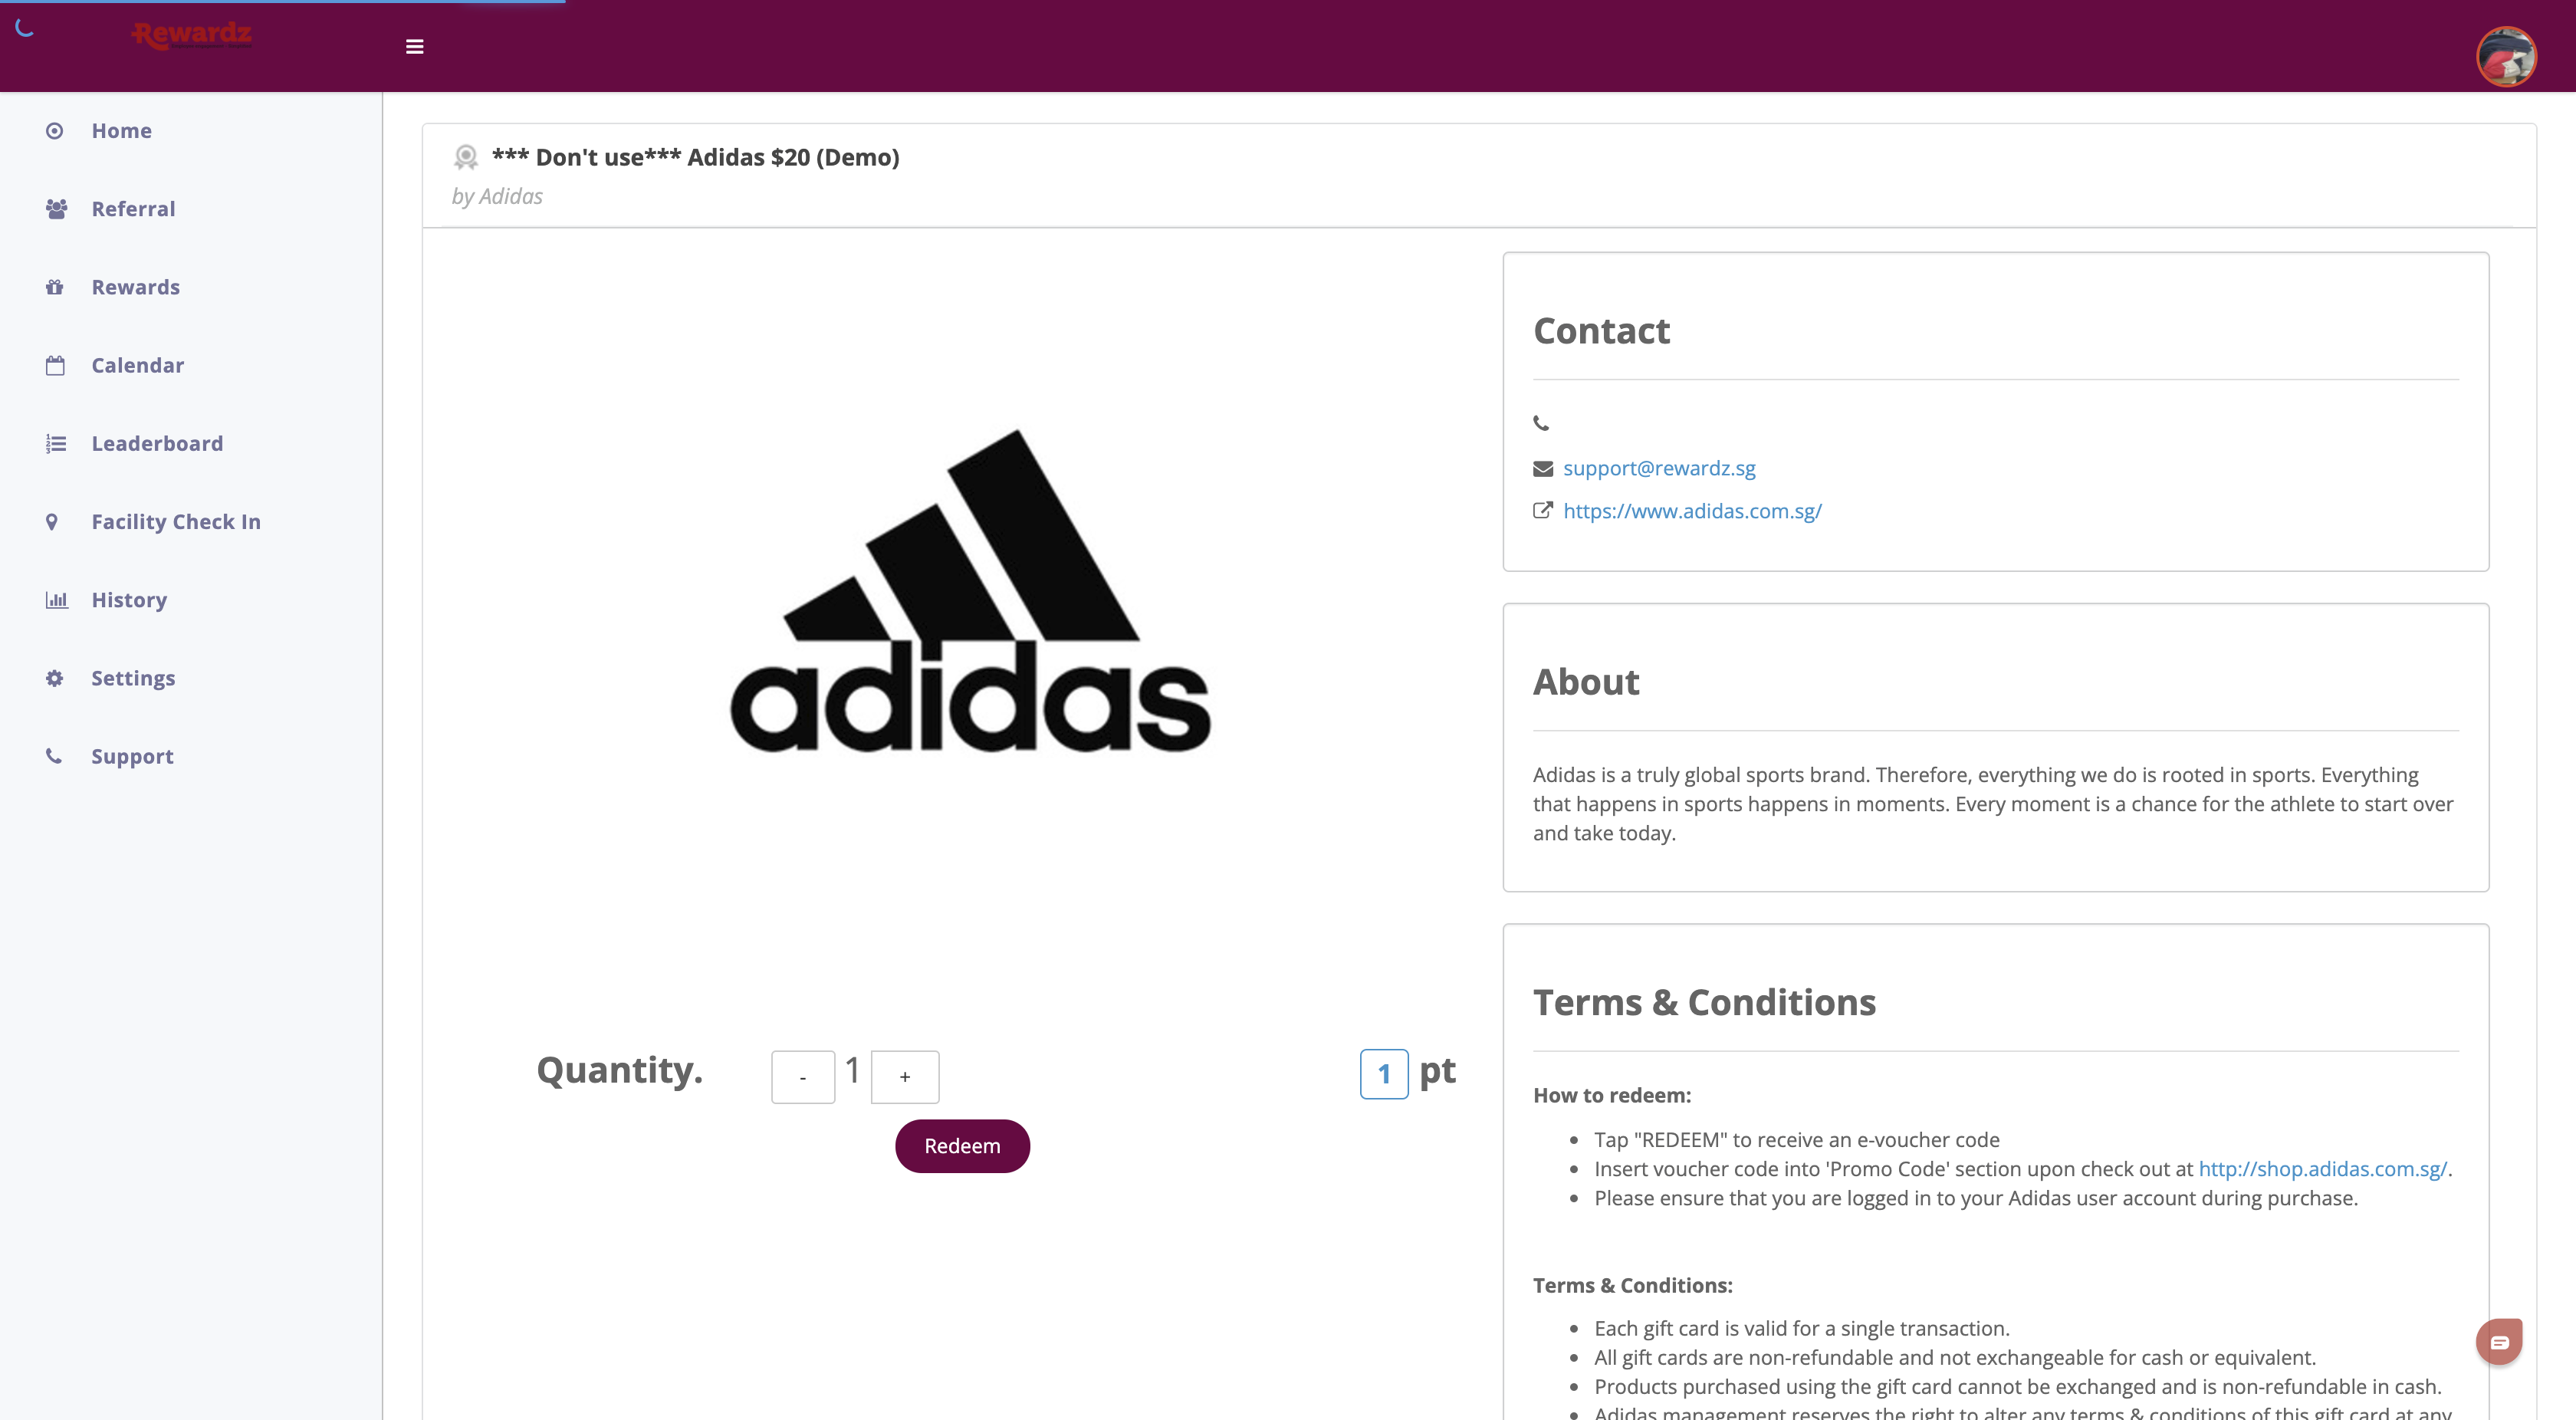 Rewardz
Home
Referral
Rewards
Calendar
Leaderboard
Facility Check In
History
Settings
Support
*** Don't use*** Adidas $20 (Demo)
by Adidas
adidas
Quantity.
- 1 +
1 pt
Redeem
Contact
support@rewardz.sg
https://www.adidas.com.sg/
About
Adidas is a truly global sports brand. Therefore, everything we do is rooted in sports. Everything
that happens in sports happens in moments. Every moment is a chance for the athlete to start over
and take today.
Terms & Conditions
How to redeem:
Tap "REDEEM" to receive an e-voucher code
Insert voucher code into 'Promo Code' section upon check out at http://shop.adidas.com.sg/.
Please ensure that you are logged in to your Adidas user account during purchase.
Terms & Conditions:
Each gift card is valid for a single transaction.
All gift cards are non-refundable and not exchangeable for cash or equivalent.
Products purchased using the gift card cannot be exchanged and is non-refundable in cash.
Adidas management reserves the right to alter any terms & conditions of this gift card at any